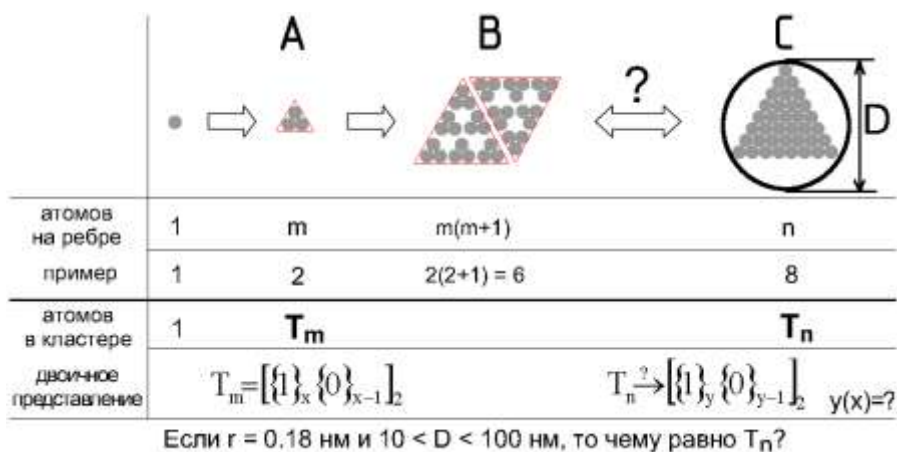 A B C
? D
атомов на ребре 1 m m(m+1) n
пример 1 2 2(2+1) = 6 8
атомов в кластере 1 Tm Tn
двоичное представление Tm=[{1}x{0}x-1]2 Tn ?→ [{1}y{0}y-1]2 y(x)=?
Если r = 0.18 нм и 10 < D < 100 нм, то чему равно Tn?